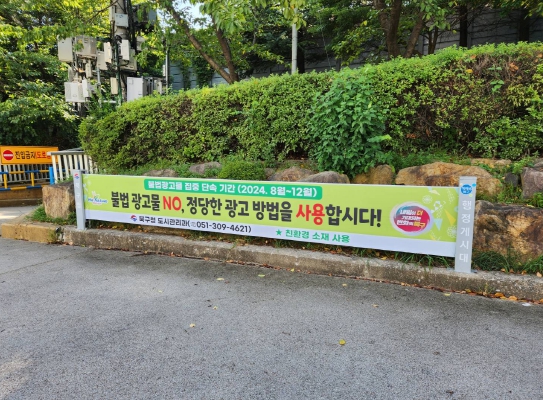 진입금지도로
불법광고물 집중 단속 기간 (2024. 8월~12월)
불법 광고물 NO, 정당한 광고 방법을 사용합시다!
북구청 도시관리과(☎051-309-4621)
★ 친환경 소재 사용
행정게시대